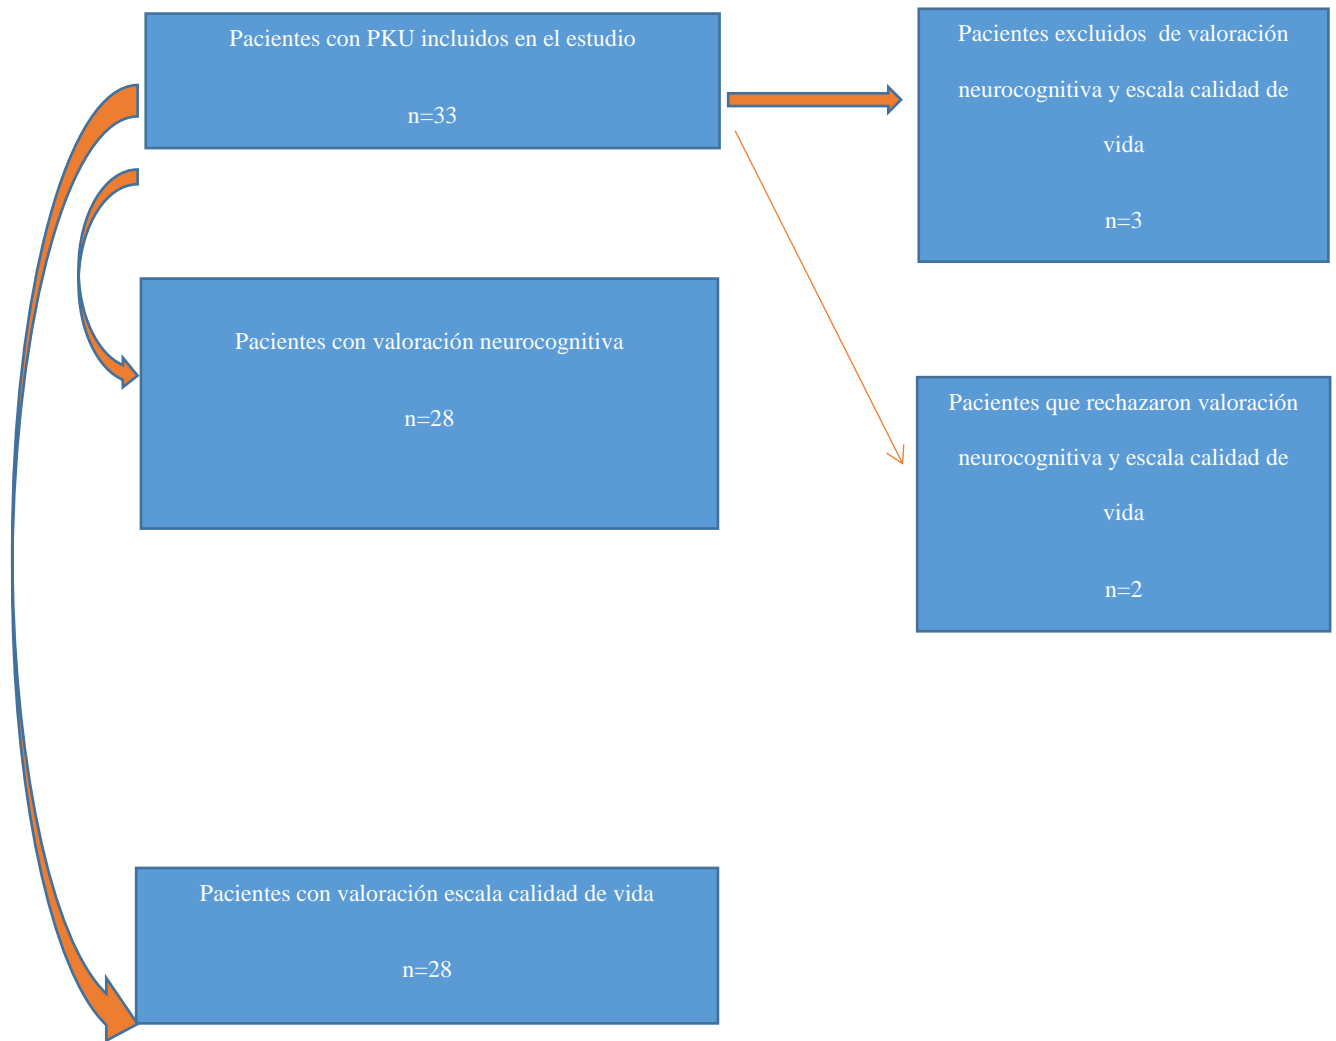 Pacientes con PKU incluidos en el estudio
n=33
Pacientes excluidos de valoración
neurocognitiva y escala calidad de
vida
n=3
Pacientes con valoración neurocognitiva
n=28
Pacientes que rechazaron valoración
neurocognitiva y escala calidad de
vida
n=2
Pacientes con valoración escala calidad de vida
n=28